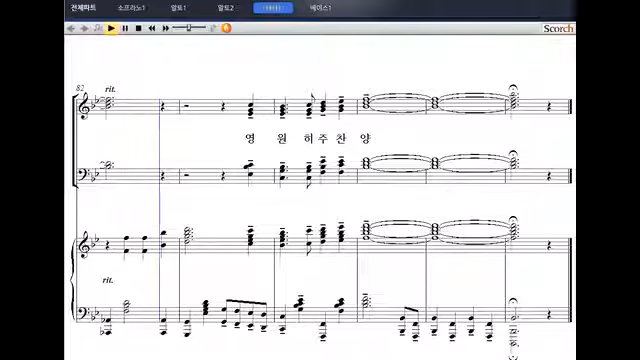 전체파트 소프라노1 알토1 알토2 베이스1
Scorch
82 rit.
영 원 히 주 찬 양
rit.